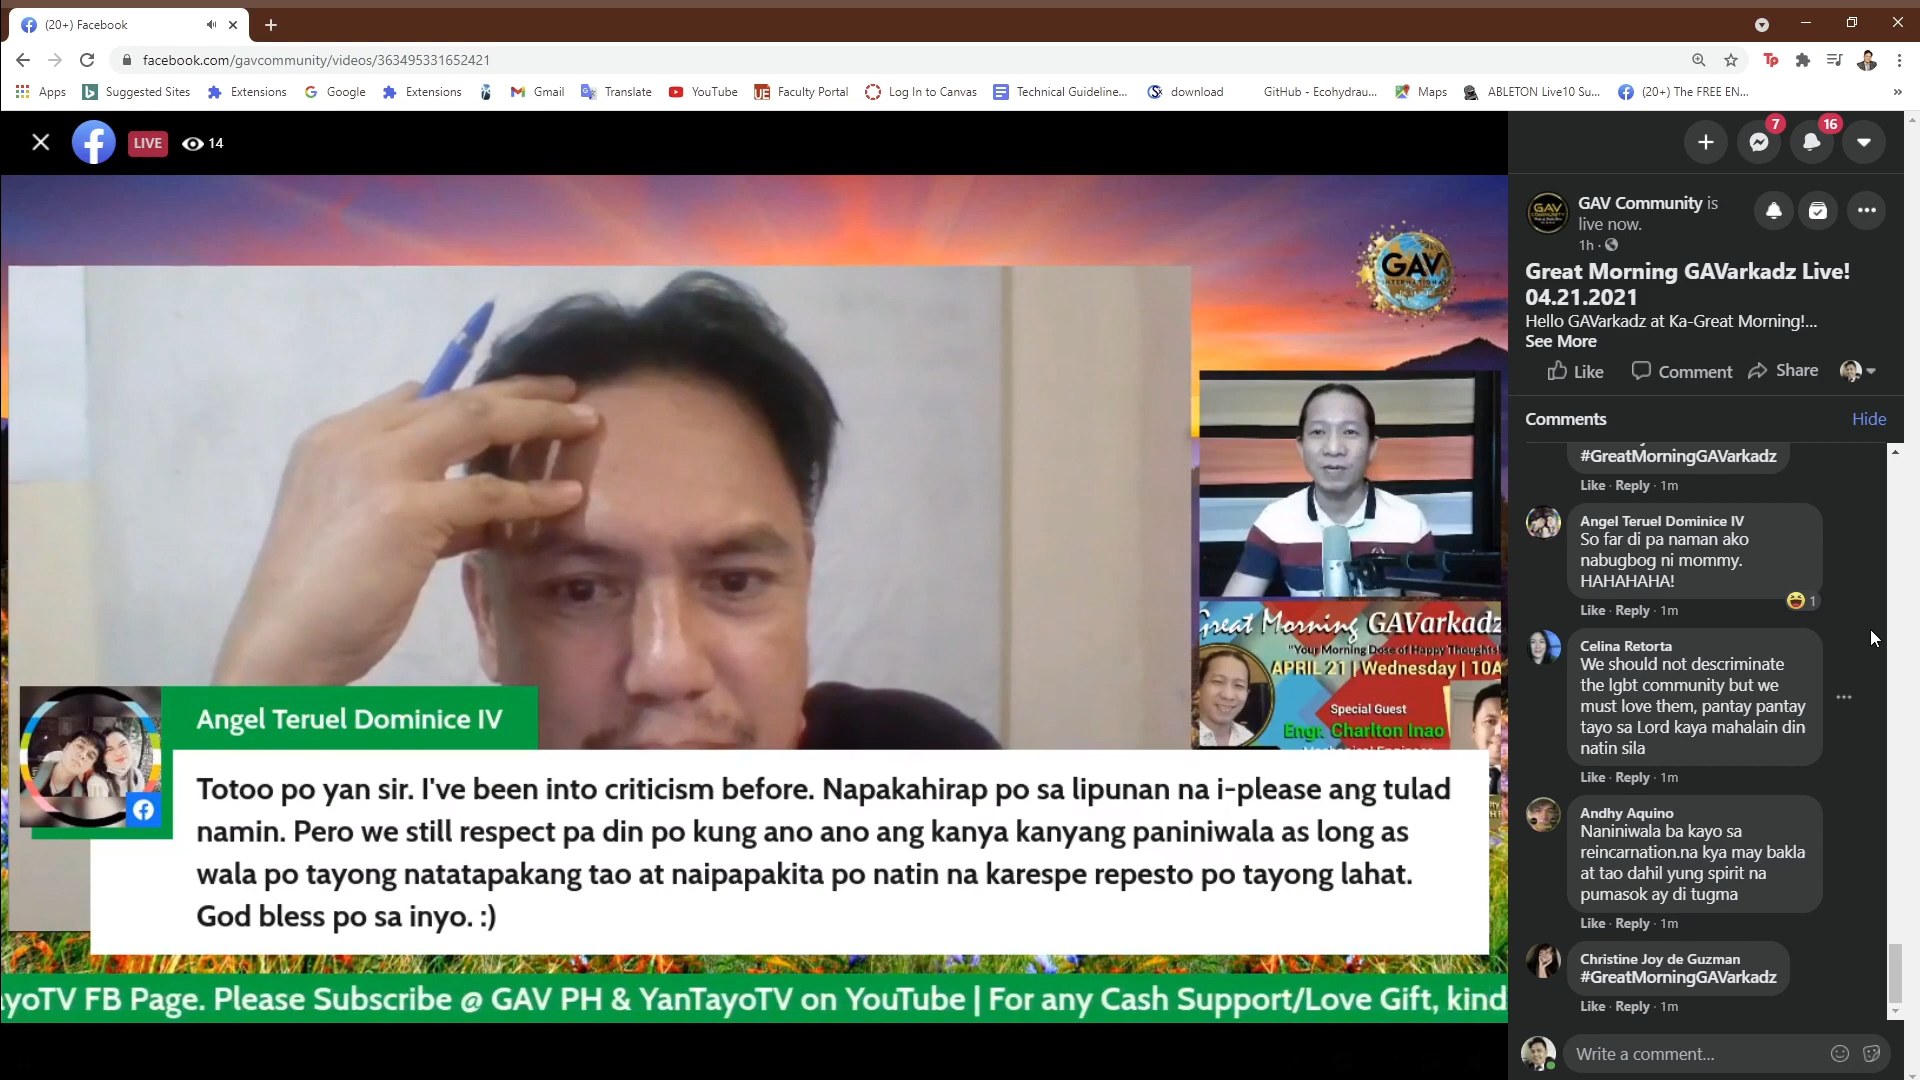 (20+) Facebook
facebook.com/gavcommunity/videos/363495331652421
Apps
Suggested Sites
Extensions
Google
Extensions
Gmail
Translate
YouTube
Faculty Portal
Log In to Canvas
Technical Guideline...
download
GitHub - Ecohydrau...
Maps
ABLETON Live10 Su...
(20+) The FREE EN...
LIVE
14
GAV
INTERNATIONAL
Great Morning GAVarkadz
"Your Morning Dose of Happy Thoughts!
APRIL 21 | Wednesday | 10A
Special Guest
Engr. Charlton Inao
Mechanical Engineer
Angel Teruel Dominice IV
Totoo po yan sir. I've been into criticism before. Napakahirap po sa lipunan na i-please ang tulad
namin. Pero we still respect pa din po kung ano ano ang kanya kanyang paniniwala as long as
wala po tayong natatapakang tao at naipapakita po natin na karespe repesto po tayong lahat.
God bless po sa inyo. :)
ayoTV FB Page. Please Subscribe @ GAV PH & YanTayoTV on YouTube | For any Cash Support/Love Gift, kind
7
16
GAV
COMMUNITY
GAV Community is
live now.
1h ·
Great Morning GAVarkadz Live!
04.21.2021
Hello GAVarkadz at Ka-Great Morning!...
See More
Like
Comment
Share
Comments
Hide
#GreatMorningGAVarkadz
Like · Reply · 1m
Angel Teruel Dominice IV
So far di pa naman ako
nabugbog ni mommy.
HAHAHAHA!
1
Like · Reply · 1m
Celina Retorta
We should not descriminate
the lgbt community but we
must love them, pantay pantay
tayo sa Lord kaya mahalain din
natin sila
Like · Reply · 1m
Andhy Aquino
Naniniwala ba kayo sa
reincarnation.na kya may bakla
at tao dahil yung spirit na
pumasok ay di tugma
Like · Reply · 1m
Christine Joy de Guzman
#GreatMorningGAVarkadz
Like · Reply · 1m
Write a comment...